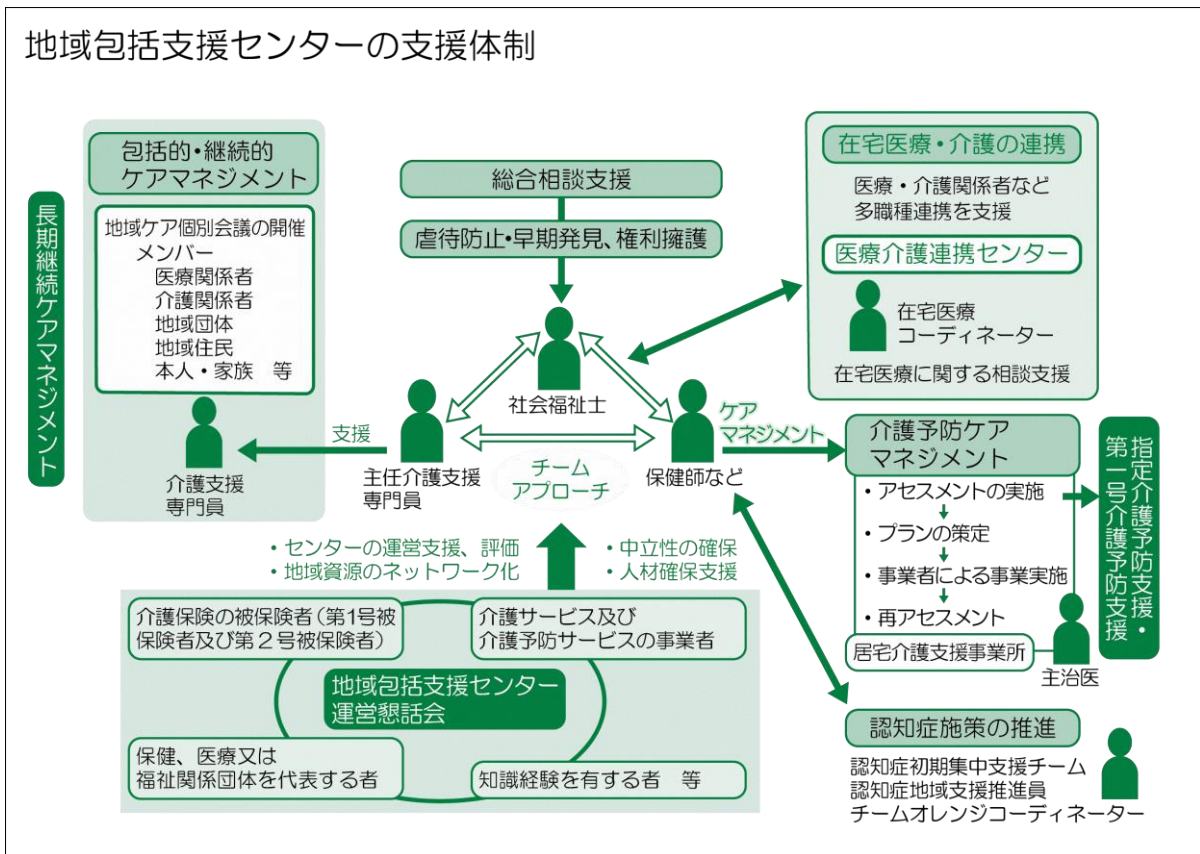 地域包括支援センターの支援体制
長期継続ケアマネジメント
包括的・継続的
ケアマネジメント
地域ケア個別会議の開催
メンバー
医療関係者
介護関係者
地域団体
地域住民
本人・家族　等
介護支援
専門員
支援
総合相談支援
虐待防止・早期発見、権利擁護
社会福祉士
主任介護支援
専門員
保健師など
チーム
アプローチ
在宅医療・介護の連携
医療・介護関係者など
多職種連携を支援
医療介護連携センター
在宅医療
コーディネーター
在宅医療に関する相談支援
ケア
マネジメント
介護予防ケア
マネジメント
・アセスメントの実施
・プランの策定
・事業者による事業実施
・再アセスメント
居宅介護支援事業所
主治医
指定介護予防支援・
第一号介護予防支援
・センターの運営支援、評価
・地域資源のネットワーク化
・中立性の確保
・人材確保支援
介護保険の被保険者（第1号被
保険者及び第２号被保険者）
介護サービス及び
介護予防サービスの事業者
地域包括支援センター
運営懇話会
保健、医療又は
福祉関係団体を代表する者
知識経験を有する者　等
認知症施策の推進
認知症初期集中支援チーム
認知症地域支援推進員
チームオレンジコーディネーター